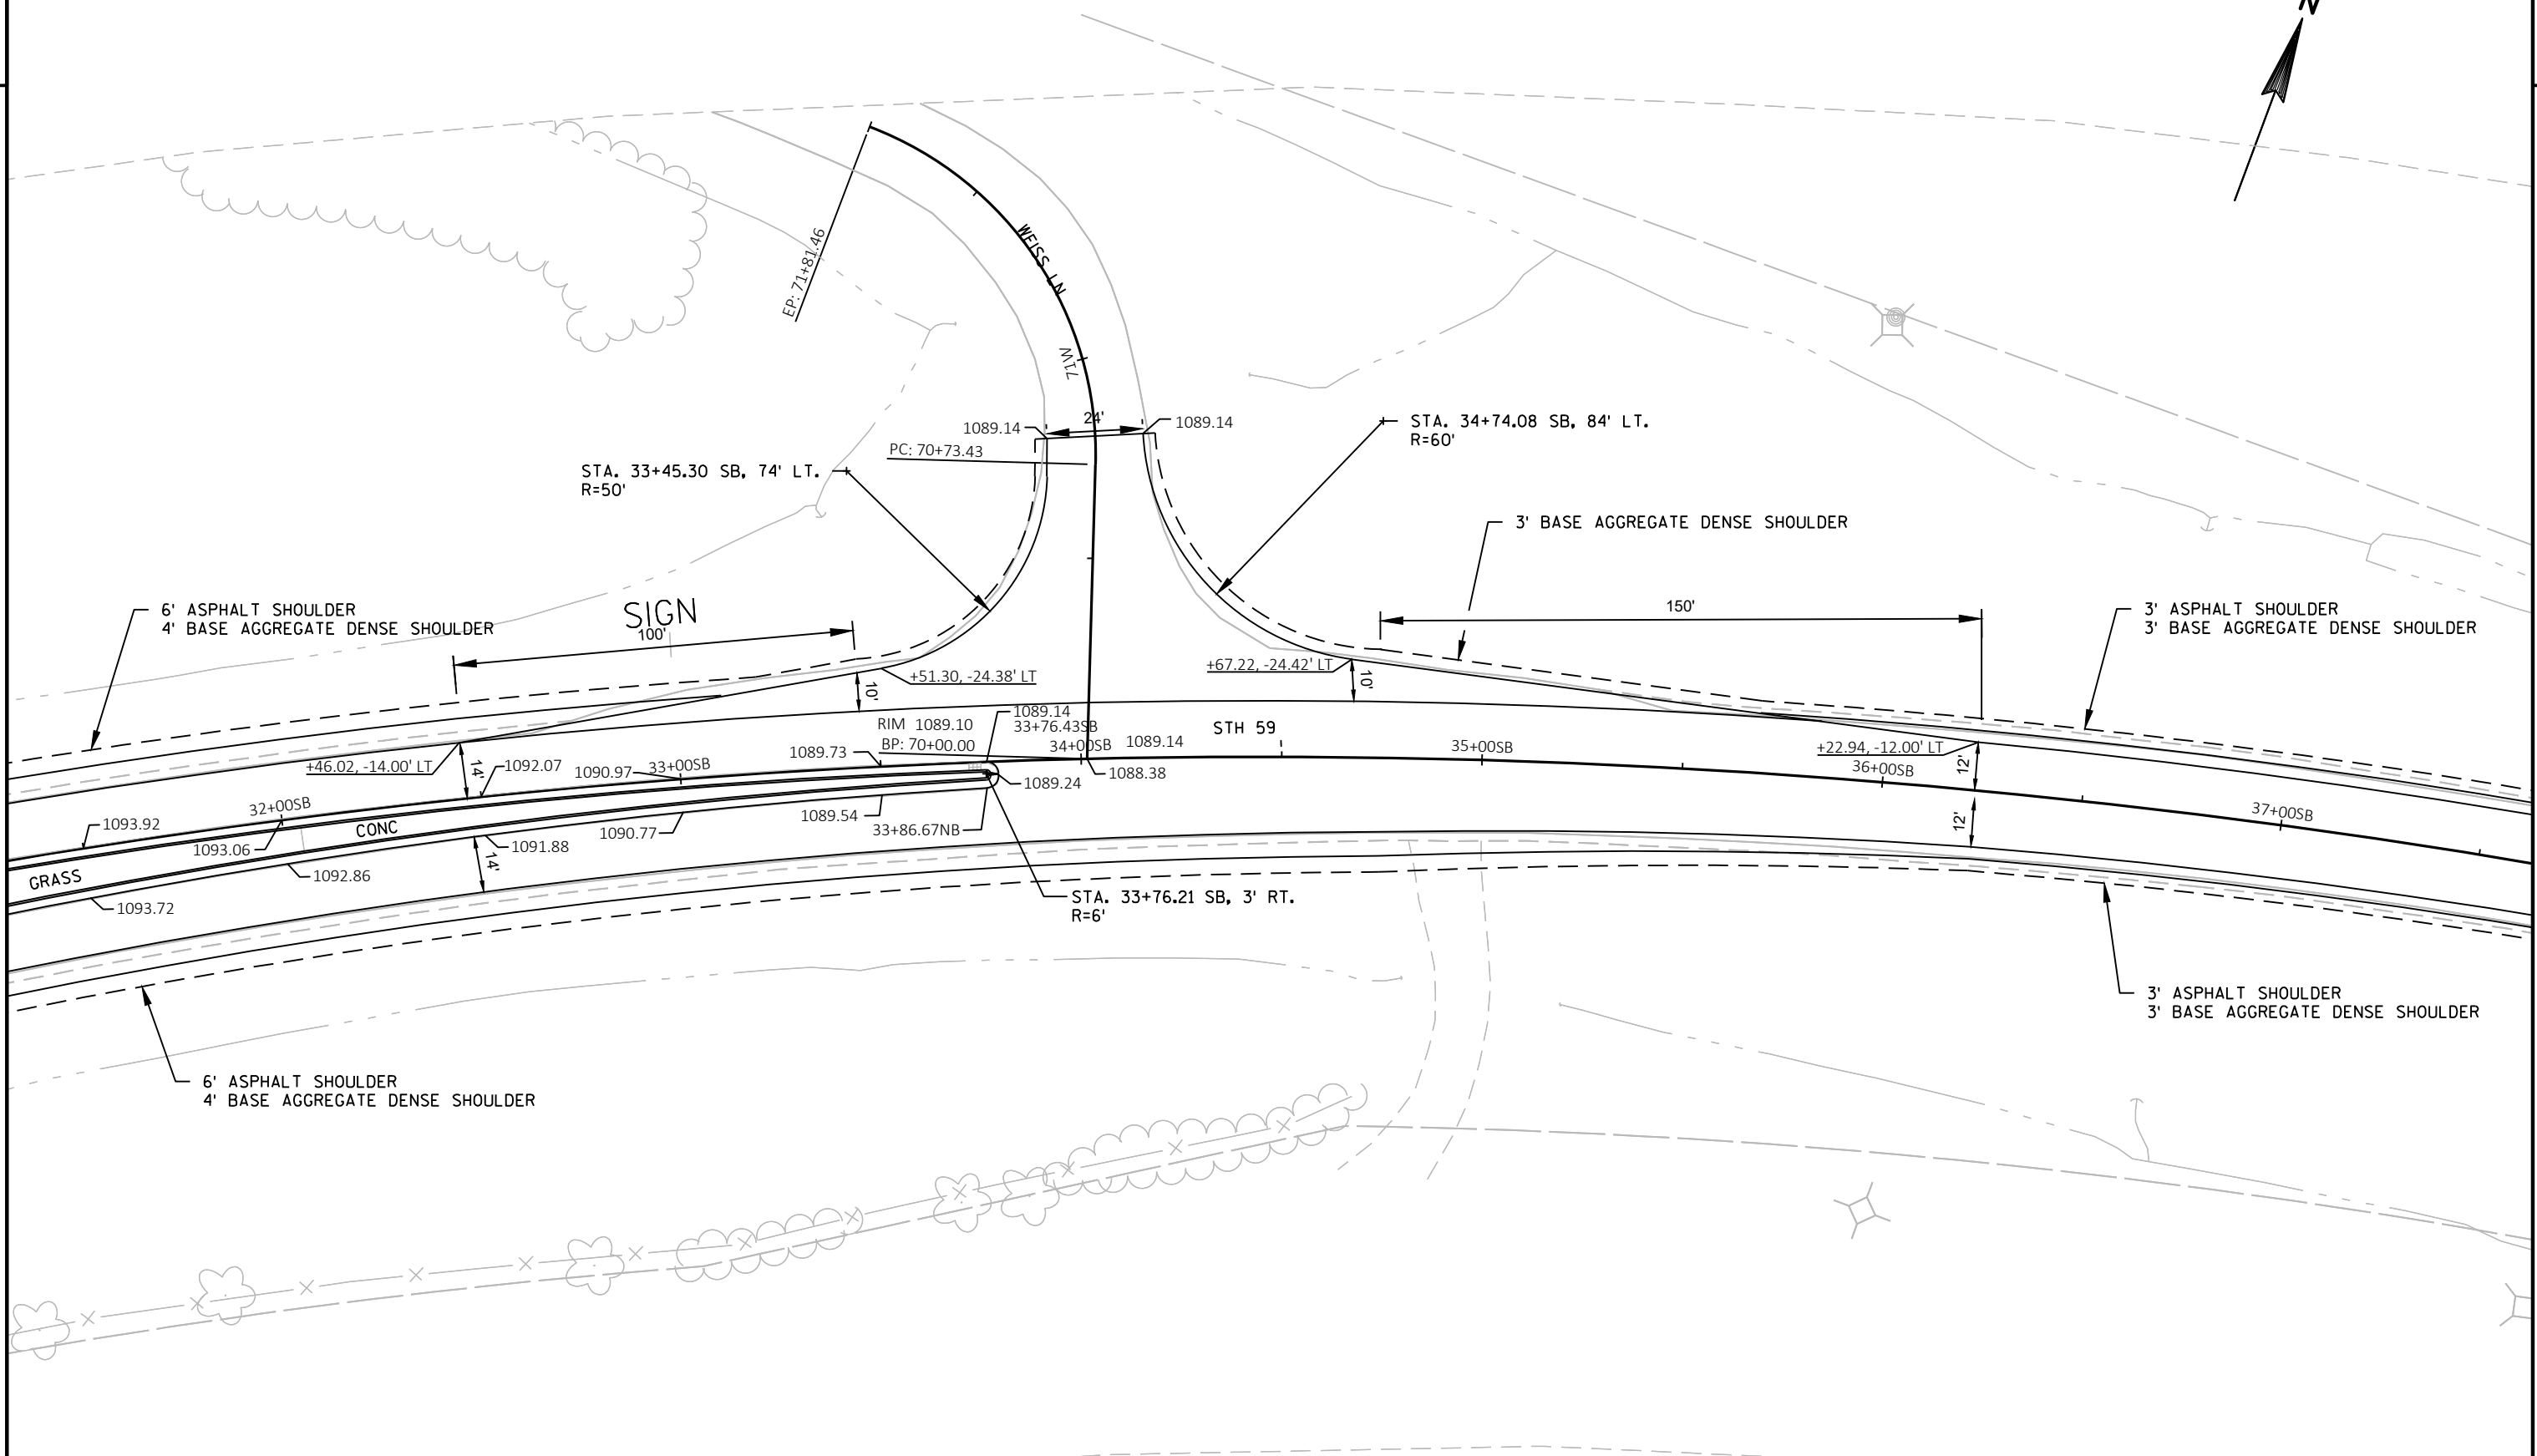 N
EP: 71+81.46
WEISS LN
71W
1089.14
24'
1089.14
PC: 70+73.43
STA. 34+74.08 SB, 84' LT.
R=60'
STA. 33+45.30 SB, 74' LT.
R=50'
3' BASE AGGREGATE DENSE SHOULDER
6' ASPHALT SHOULDER
4' BASE AGGREGATE DENSE SHOULDER
SIGN
100'
150'
3' ASPHALT SHOULDER
3' BASE AGGREGATE DENSE SHOULDER
+51.30, -24.38' LT
+67.22, -24.42' LT
10'
10'
RIM 1089.10
1089.14
33+76.43SB
STH 59
BP: 70+00.00
34+00SB
1089.14
1089.73
35+00SB
+22.94, -12.00' LT
12'
+46.02, -14.00' LT
14'
1092.07
1090.97
33+00SB
1088.38
1089.24
36+00SB
32+00SB
1093.92
CONC
1089.54
33+86.67NB
1090.77
12'
37+00SB
1093.06
1091.88
14'
1092.86
GRASS
1093.72
STA. 33+76.21 SB, 3' RT.
R=6'
3' ASPHALT SHOULDER
3' BASE AGGREGATE DENSE SHOULDER
6' ASPHALT SHOULDER
4' BASE AGGREGATE DENSE SHOULDER